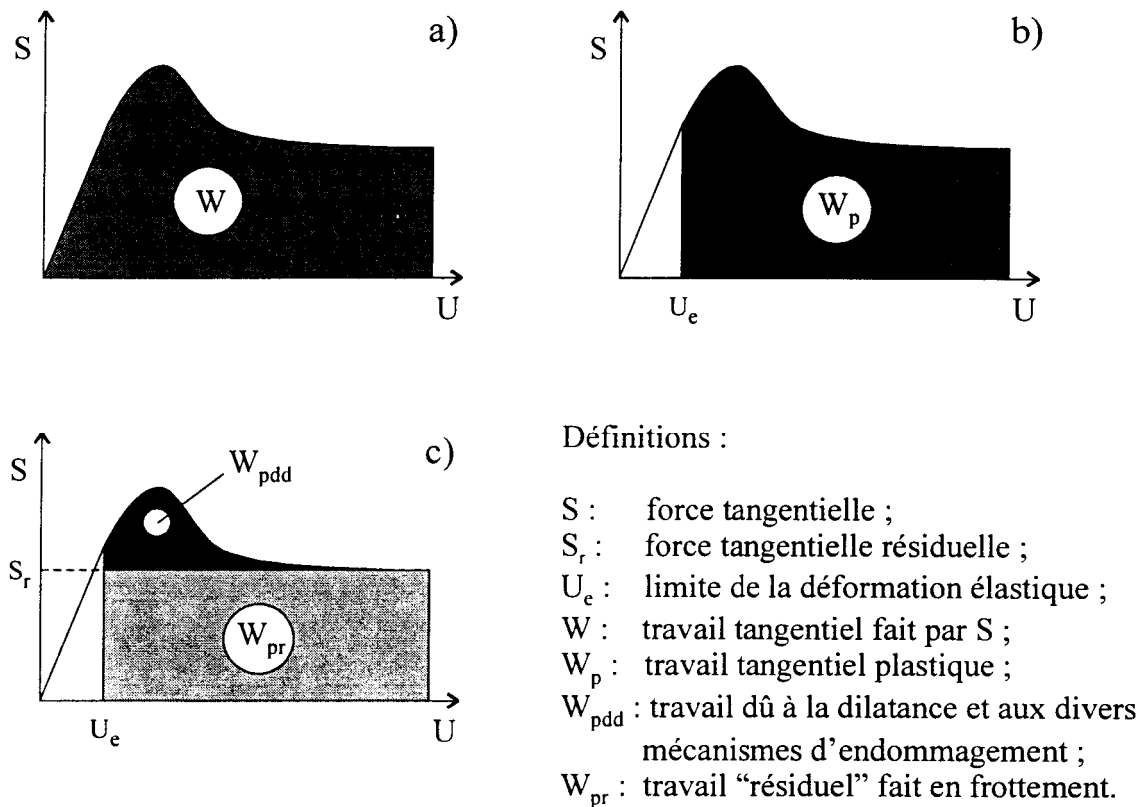 S
a)
W
U
S
b)
W_p
U_e
U
S
c)
W_pdd
S_r
W_pr
U_e
U
Définitions :
S : force tangentielle ;
S_r : force tangentielle résiduelle ;
U_e : limite de la déformation élastique ;
W : travail tangentiel fait par S ;
W_p : travail tangentiel plastique ;
W_pdd : travail dû à la dilatance et aux divers
mécanismes d'endommagement ;
W_pr : travail “résiduel” fait en frottement.